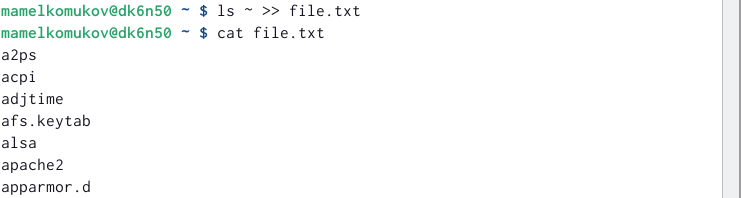 mamelkomukov@dk6n50 ~ $ ls ~ >> file.txt
mamelkomukov@dk6n50 ~ $ cat file.txt
a2ps
acpi
adjtime
afs.keytab
alsa
apache2
apparmor.d